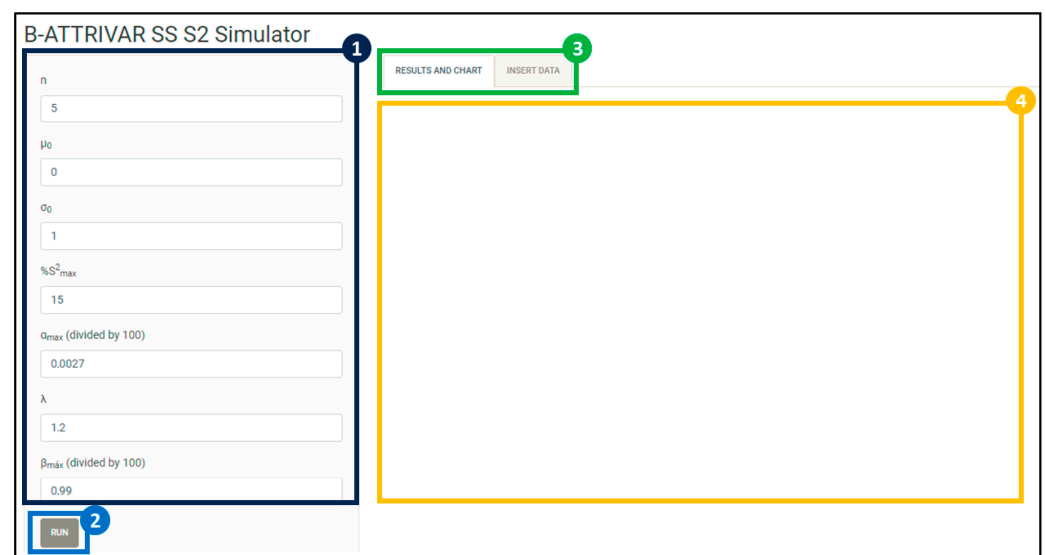 B-ATTRIVAR SS S2 Simulator
1
3
RESULTS AND CHART INSERT DATA
4
n
5
μ₀
0
σ₀
1
%S²max
15
αmax (divided by 100)
0.0027
λ
1.2
βmáx (divided by 100)
0.99
RUN
2